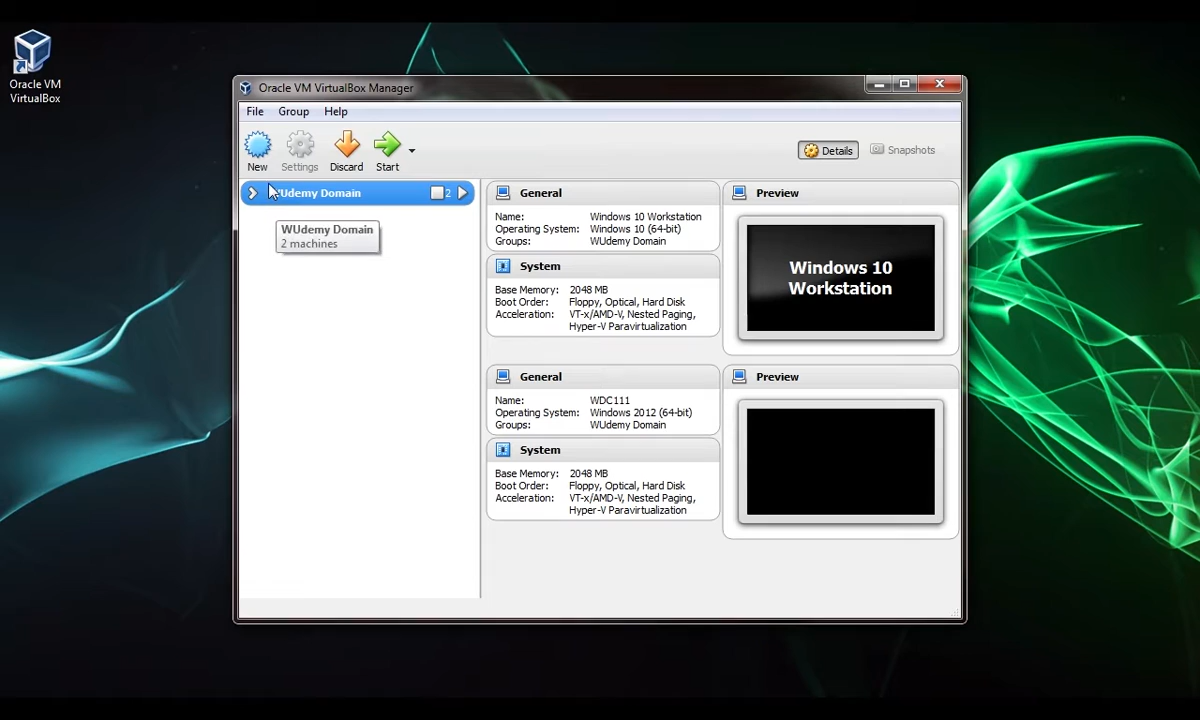 Oracle VM
VirtualBox
Oracle VM VirtualBox Manager
File Group Help
New Settings Discard Start
Details Snapshots
Udemy Domain 2
WUdemy Domain
2 machines
General
Name: Windows 10 Workstation
Operating System: Windows 10 (64-bit)
Groups: WUdemy Domain
System
Base Memory: 2048 MB
Boot Order: Floppy, Optical, Hard Disk
Acceleration: VT-x/AMD-V, Nested Paging,
Hyper-V Paravirtualization
Preview
Windows 10
Workstation
General
Name: WDC111
Operating System: Windows 2012 (64-bit)
Groups: WUdemy Domain
System
Base Memory: 2048 MB
Boot Order: Floppy, Optical, Hard Disk
Acceleration: VT-x/AMD-V, Nested Paging,
Hyper-V Paravirtualization
Preview